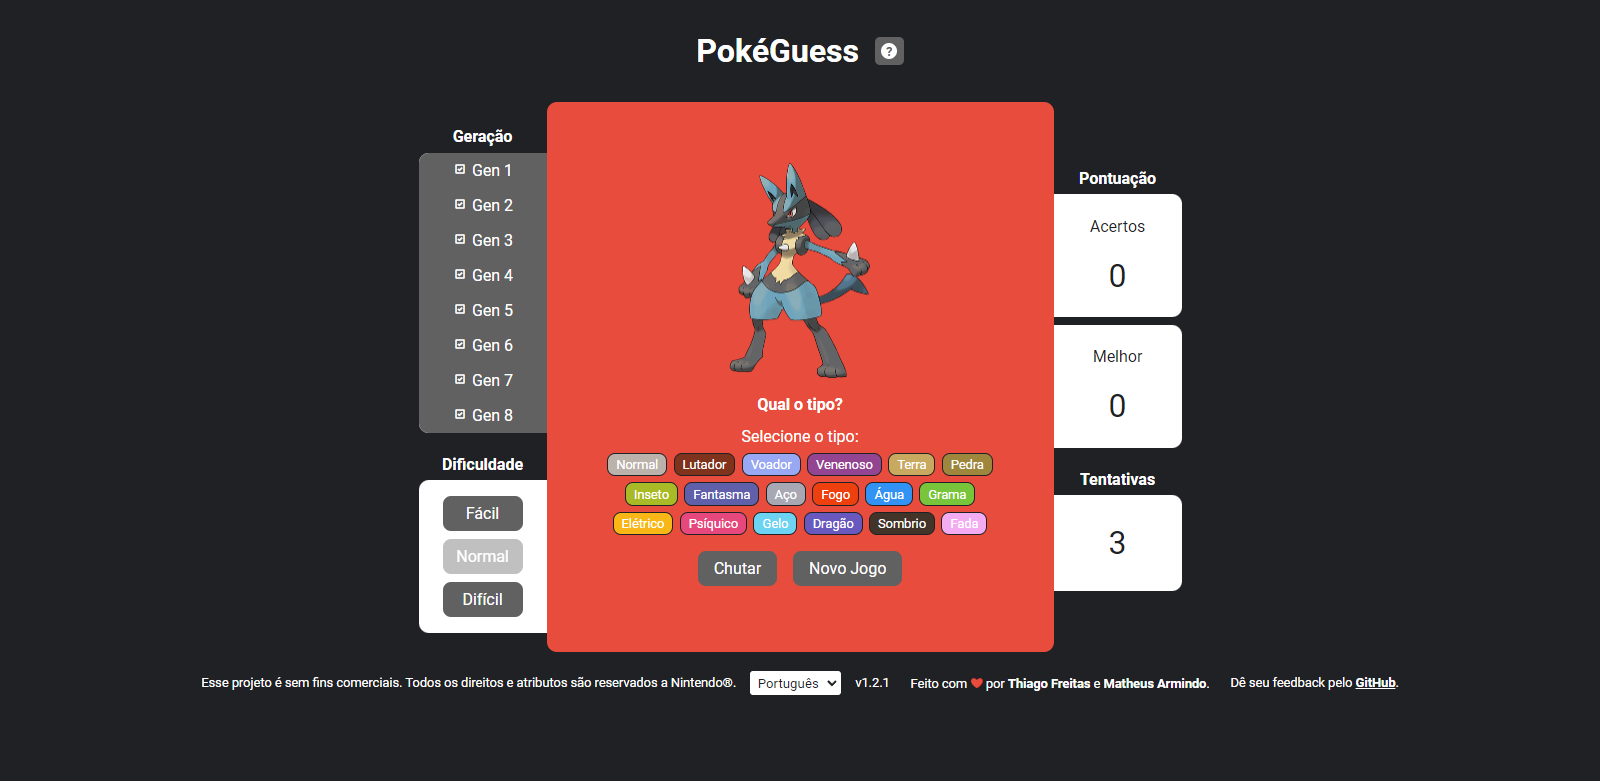 PokéGuess
Geração
Gen 1
Gen 2
Gen 3
Gen 4
Gen 5
Gen 6
Gen 7
Gen 8
Dificuldade
Fácil
Normal
Difícil
Qual o tipo?
Selecione o tipo:
Normal Lutador Voador Venenoso Terra Pedra
Inseto Fantasma Aço Fogo Água Grama
Elétrico Psíquico Gelo Dragão Sombrio Fada
Chutar Novo Jogo
Pontuação
Acertos
0
Melhor
0
Tentativas
3
Esse projeto é sem fins comerciais. Todos os direitos e atributos são reservados a Nintendo®. Português v1.2.1 Feito com ❤ por Thiago Freitas e Matheus Armindo. Dê seu feedback pelo GitHub.